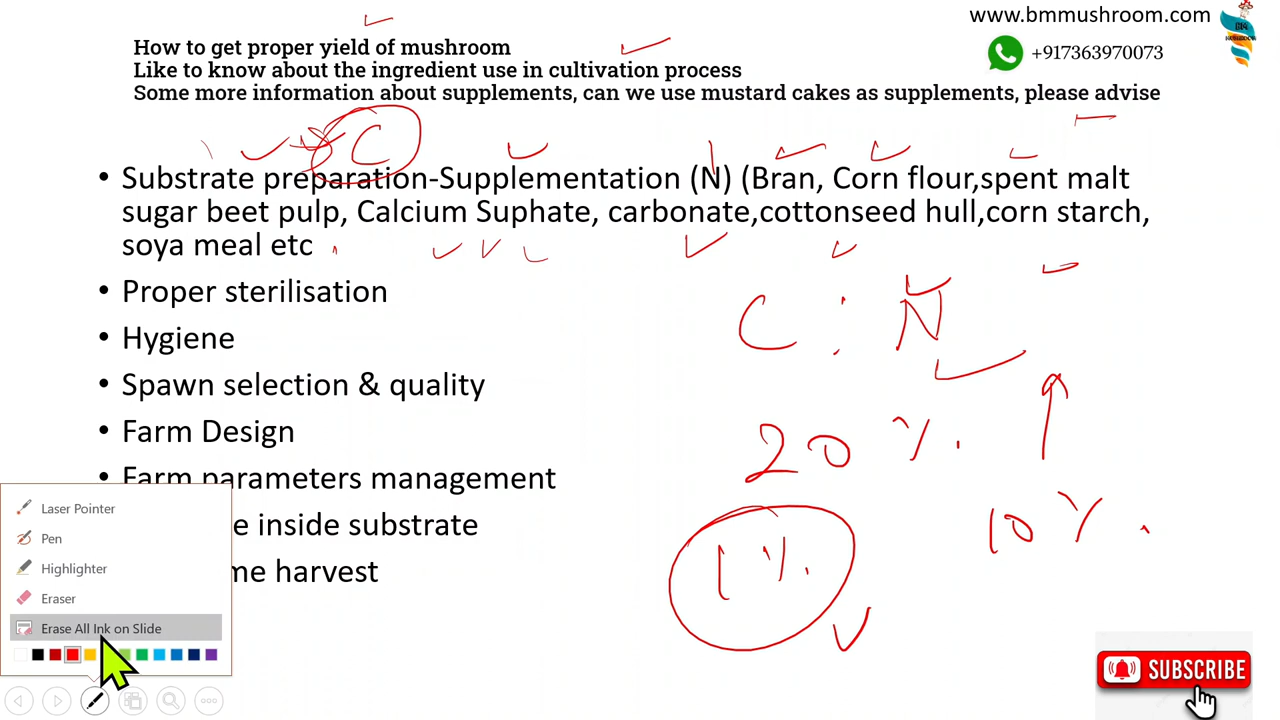 www.bmmushroom.com
How to get proper yield of mushroom
+917363970073
Like to know about the ingredient use in cultivation process
Some more information about supplements, can we use mustard cakes as supplements, please advise
C
• Substrate preparation-Supplementation (N) (Bran, Corn flour,spent malt
sugar beet pulp, Calcium Suphate, carbonate,cottonseed hull,corn starch,
soya meal etc
• Proper sterilisation
• Hygiene
C : N
• Spawn selection & quality
• Farm Design
20 %.
• Farm parameters management
e inside substrate
10 %.
me harvest
1 %.
Laser Pointer
Pen
Highlighter
Eraser
Erase All Ink on Slide
SUBSCRIBE